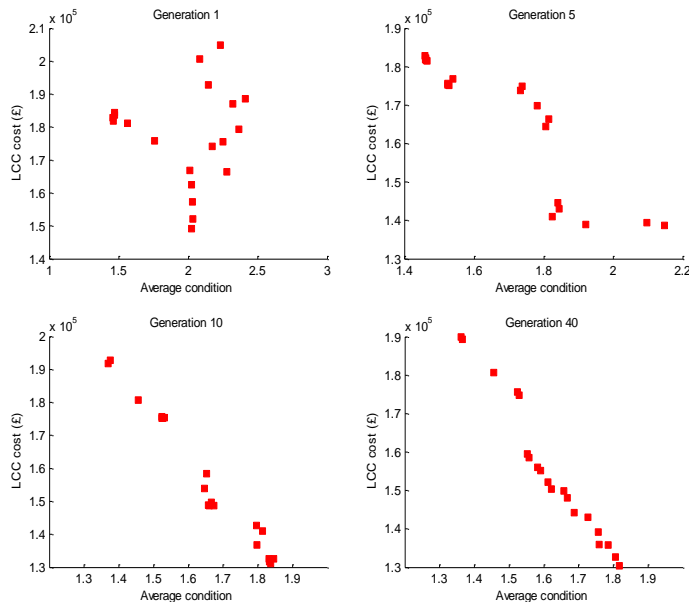 Generation 1
x 10^5
2.1
2
1.9
1.8
1.7
1.6
1.5
1.4
LCC cost (£)
1 1.5 2 2.5 3
Average condition
Generation 5
x 10^5
1.9
1.8
1.7
1.6
1.5
1.4
1.3
LCC cost (£)
1.4 1.6 1.8 2 2.2
Average condition
Generation 10
x 10^5
2
1.9
1.8
1.7
1.6
1.5
1.4
1.3
LCC cost (£)
1.3 1.4 1.5 1.6 1.7 1.8 1.9
Average condition
Generation 40
x 10^5
1.9
1.8
1.7
1.6
1.5
1.4
1.3
LCC cost (£)
1.3 1.4 1.5 1.6 1.7 1.8 1.9
Average condition